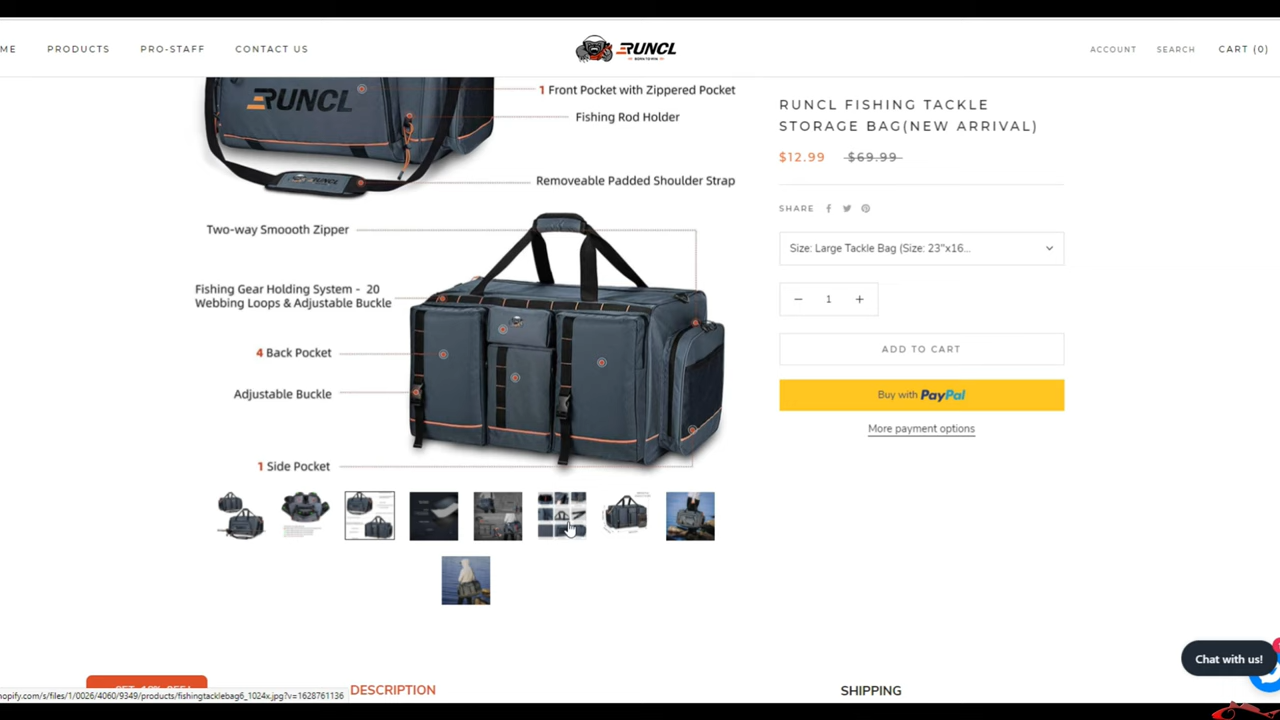 ME PRODUCTS PRO-STAFF CONTACT US
RUNCL
BORN TO WIN
ACCOUNT SEARCH CART (0)
RUNCL
1 Front Pocket with Zippered Pocket
Fishing Rod Holder
Removeable Padded Shoulder Strap
Two-way Smoooth Zipper
Fishing Gear Holding System - 20
Webbing Loops & Adjustable Buckle
4 Back Pocket
Adjustable Buckle
1 Side Pocket
RUNCL FISHING TACKLE
STORAGE BAG(NEW ARRIVAL)
$12.99 $69.99
SHARE
Size: Large Tackle Bag (Size: 23"x16...
− 1 +
ADD TO CART
Buy with PayPal
More payment options
Chat with us!
opify.com/s/files/1/0026/4060/9349/products/fishingtacklebag6_1024x.jpg?v=1628761136
DESCRIPTION
SHIPPING